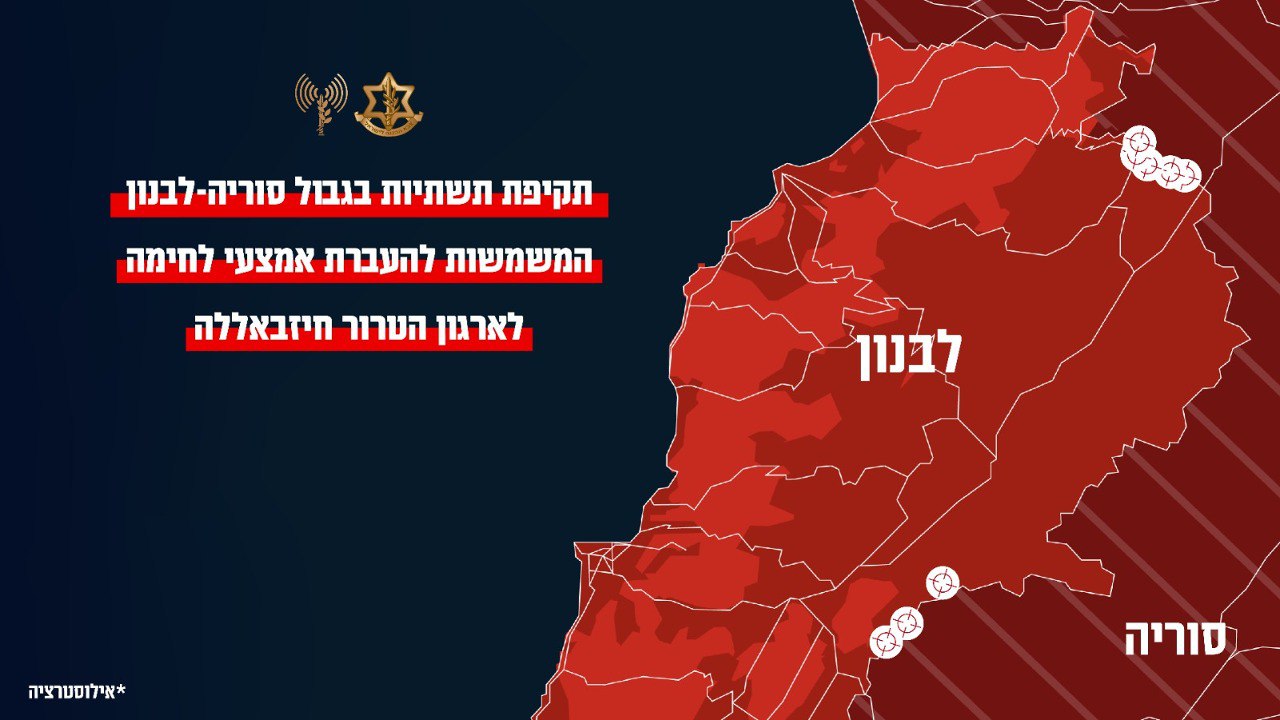 תקיפת תשתיות בגבול סוריה-לבנון
המשמשות להעברת אמצעי לחימה
לארגון הטרור חיזבאללה
לבנון
סוריה
*אילוסטרציה